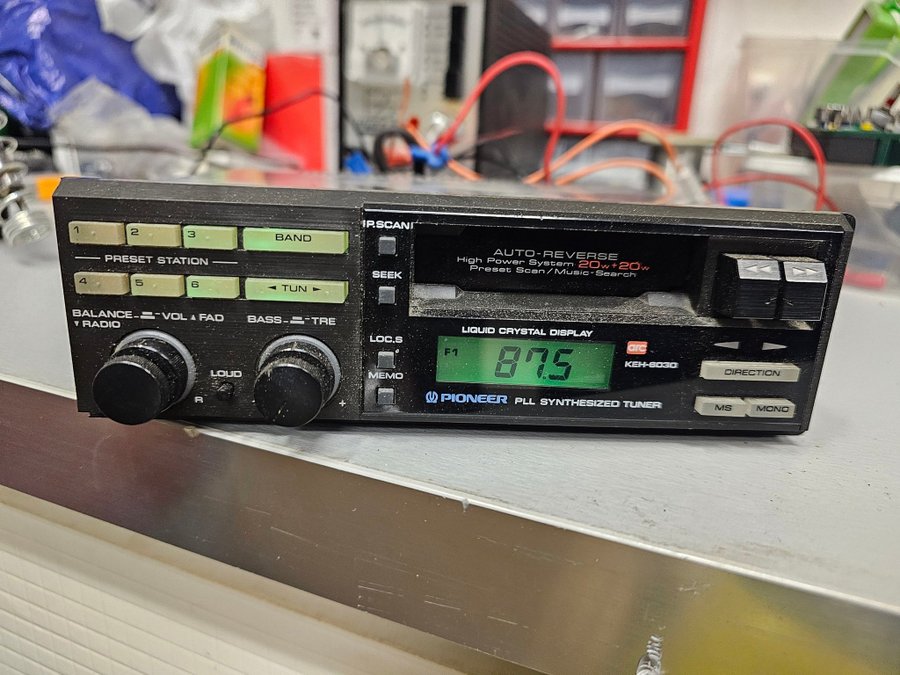 1 2 3 BAND
PRESET STATION
4 5 6 ◄ TUN ►
BALANCE VOL ▲ FAD
▼ RADIO
BASS TRE
LOUD
R +
P.SCAN
SEEK
LOC.S
MEMO
AUTO-REVERSE
High Power System 20w+20w
Preset Scan/Music-Search
◄◄ ►►
LIQUID CRYSTAL DISPLAY
F1 87.5
arc
KEH-6030
PIONEER PLL SYNTHESIZED TUNER
◄ ►
DIRECTION
MS MONO